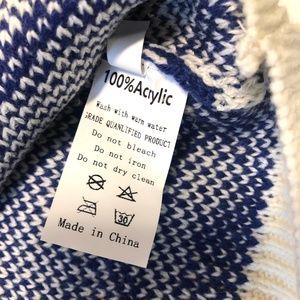 100%Acrylic
Wash with warm water
GRADE QUANLIFIED PRODUCT
Do not bleach
Do not iron
Do not dry clean
30
Made in China